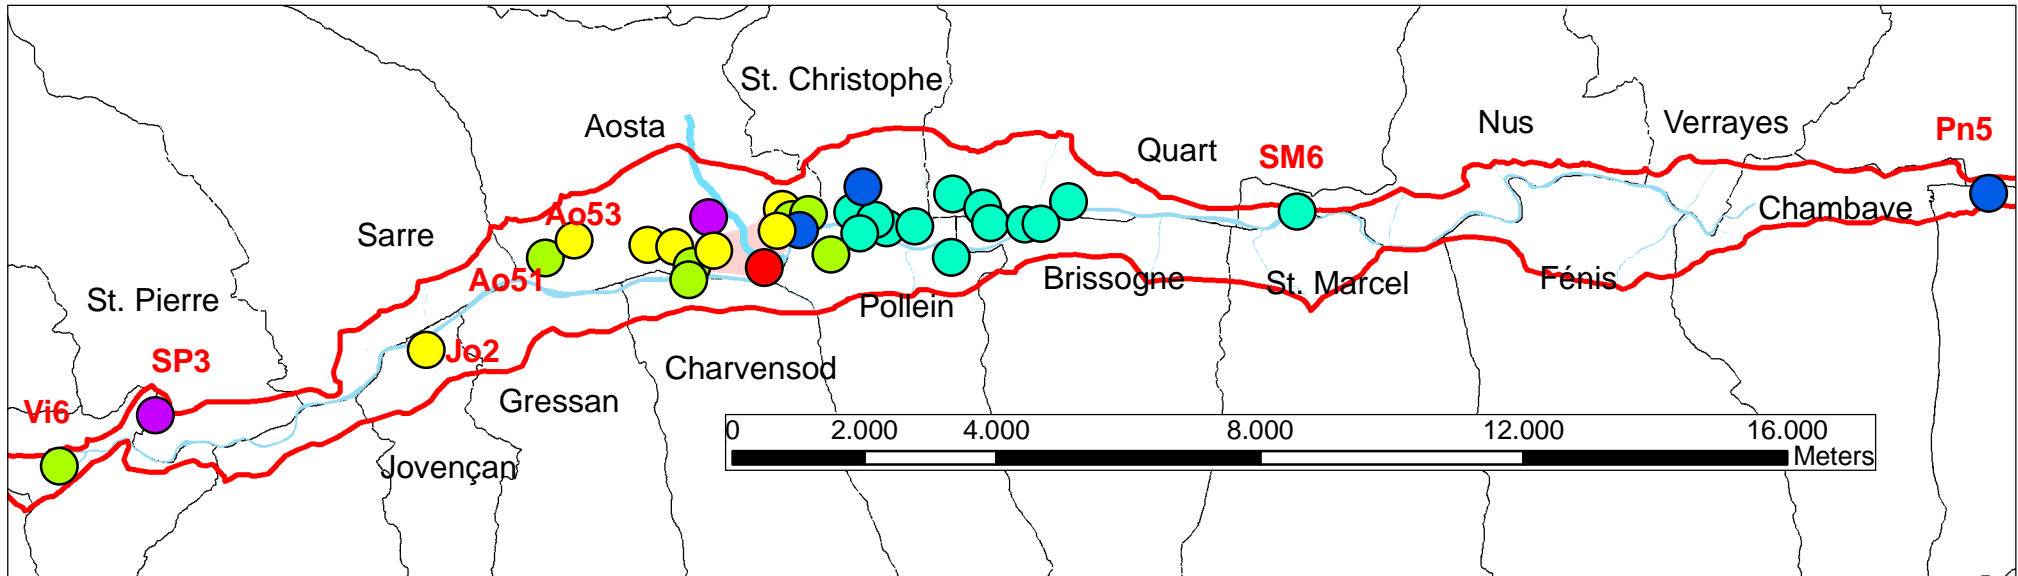 St. Christophe
Aosta
Nus
Verrayes
Pn5
Quart
SM6
Ao53
Sarre
Chambave
Ao51
Brissogne
St. Marcel
Fénis
St. Pierre
Pollein
SP3
Jo2
Charvensod
Vi6
Gressan
0 2.000 4.000 8.000 12.000 16.000
Meters
Jovençan